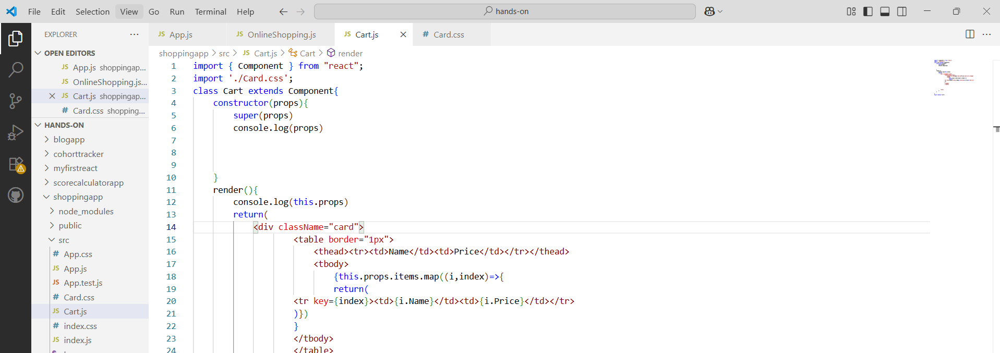 File Edit Selection View Go Run Terminal Help
hands-on
EXPLORER
OPEN EDITORS
JS App.js shoppingap...
JS OnlineShopping.js...
JS Cart.js shoppingap...
# Card.css shopping...
HANDS-ON
blogapp
cohorttracker
myfirstreact
scorecalculatorapp
shoppingapp
node_modules
public
src
# App.css
JS App.js
JS App.test.js
# Card.css
JS Cart.js
# index.css
JS index.js
JS App.js JS OnlineShopping.js JS Cart.js # Card.css
shoppingapp > src > JS Cart.js > Cart > render
1 import { Component } from "react";
2 import './Card.css';
3 class Cart extends Component{
4 constructor(props){
5 super(props)
6 console.log(props)
7
8
9
10 }
11 render(){
12 console.log(this.props)
13 return(
14 <div className="card">
15 <table border="1px">
16 <thead><tr><td>Name</td><td>Price</td></tr></thead>
17 <tbody>
18 {this.props.items.map((i,index)=>{
19 return(
20 <tr key={index}><td>{i.Name}</td><td>{i.Price}</td></tr>
21 )})
22 }
23 </tbody>
24 </table>